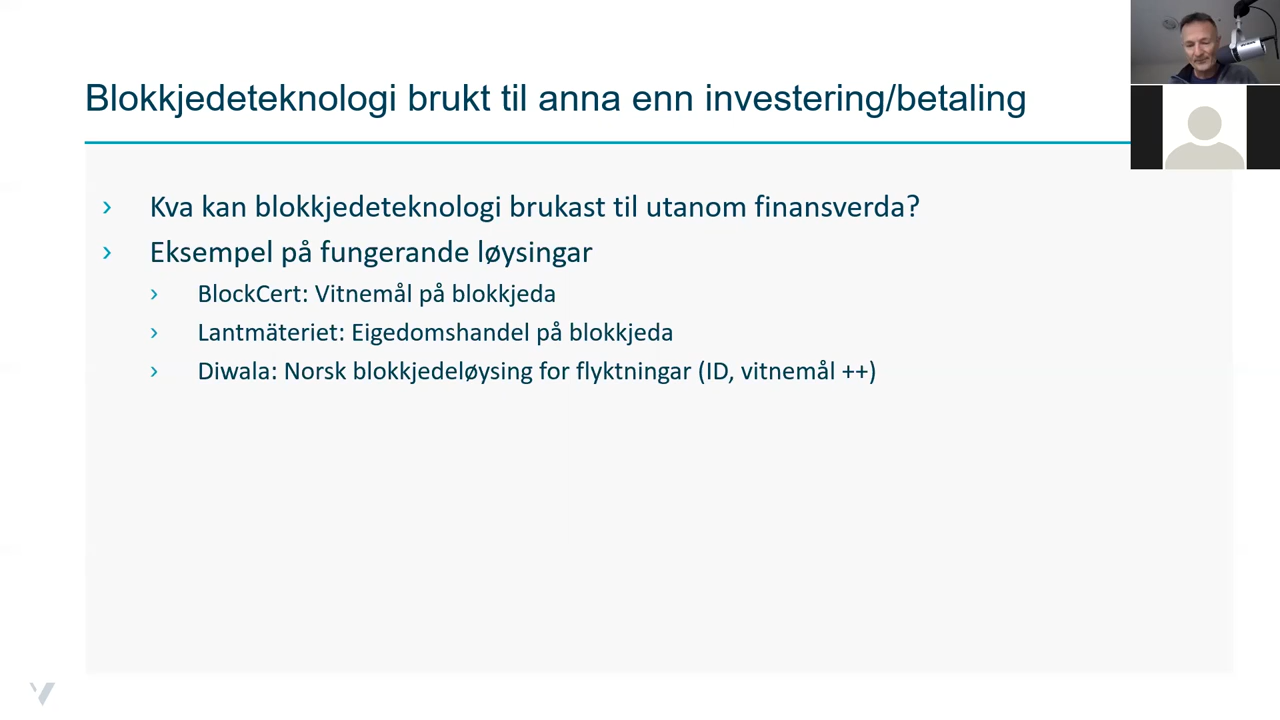 Blokkjedeteknologi brukt til anna enn investering/betaling
Kva kan blokkjedeteknologi brukast til utanom finansverda?
Eksempel på fungerande løysingar
BlockCert: Vitnemål på blokkjeda
Lantmäteriet: Eigedomshandel på blokkjeda
Diwala: Norsk blokkjedeløysing for flyktningar (ID, vitnemål ++)